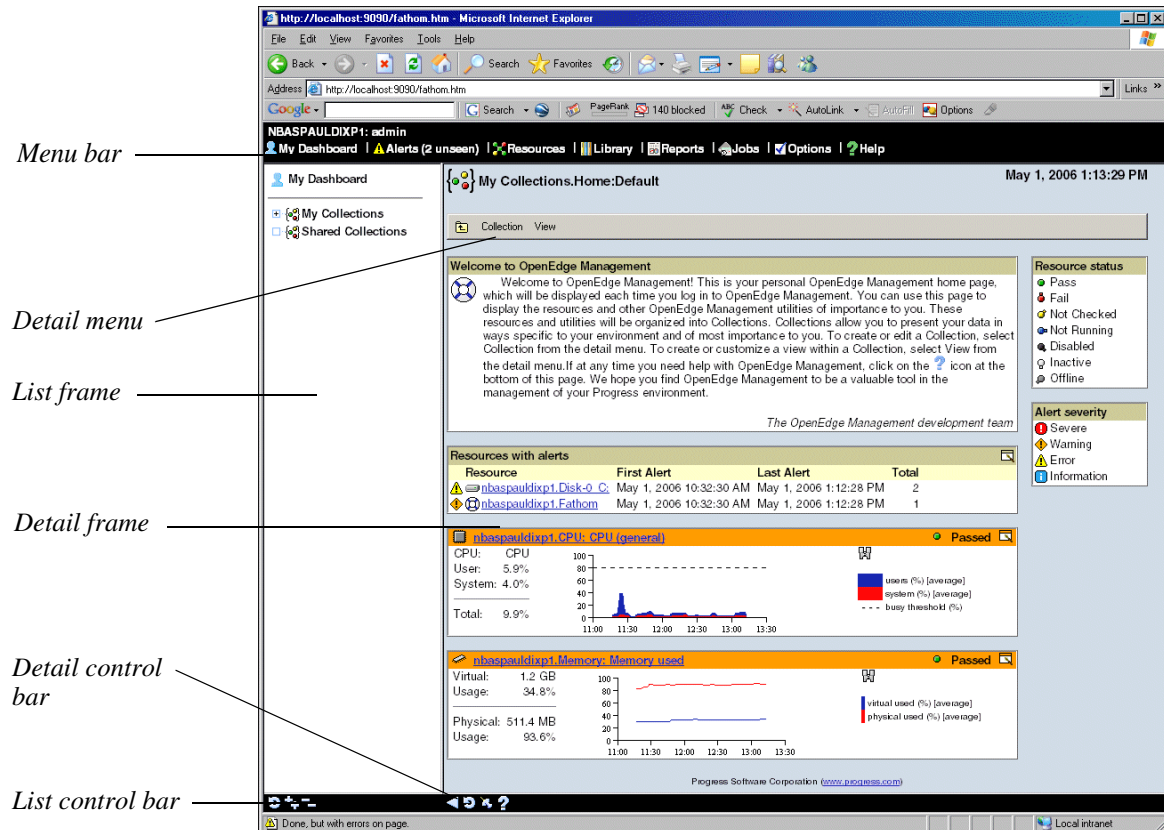 http://localhost:9090/fathom.htm - Microsoft Internet Explorer
File Edit View Favorites Tools Help
Back Search Favorites
Address http://localhost:9090/fathom.htm Links »
Google Search PageRank 140 blocked ABC Check AutoLink AutoFill Options
NBASPAULDIXP1: admin
Menu bar
My Dashboard | Alerts (2 unseen) | Resources | Library | Reports | Jobs | Options | ? Help
My Dashboard
My Collections
Shared Collections
My Collections.Home:Default
May 1, 2006 1:13:29 PM
Collection View
Detail menu
List frame
Detail frame
Detail control
bar
List control bar
Welcome to OpenEdge Management
Welcome to OpenEdge Management! This is your personal OpenEdge Management home page,
which will be displayed each time you log in to OpenEdge Management. You can use this page to
display the resources and other OpenEdge Management utilities of importance to you. These
resources and utilities will be organized into Collections. Collections allow you to present your data in
ways specific to your environment and of most importance to you. To create or edit a Collection, select
Collection from the detail menu. To create or customize a view within a Collection, select View from
the detail menu.If at any time you need help with OpenEdge Management, click on the ? icon at the
bottom of this page. We hope you find OpenEdge Management to be a valuable tool in the
management of your Progress environment.
The OpenEdge Management development team
Resource status
Pass
Fail
Not Checked
Not Running
Disabled
Inactive
Offline
Alert severity
Severe
Warning
Error
Information
Resources with alerts
Resource First Alert Last Alert Total
nbaspauldixp1.Disk-0 C: May 1, 2006 10:32:30 AM May 1, 2006 1:12:28 PM 2
nbaspauldixp1.Fathom May 1, 2006 10:32:30 AM May 1, 2006 1:12:28 PM 1
nbaspauldixp1.CPU: CPU (general) Passed
CPU: CPU
User: 5.9%
System: 4.0%
Total: 9.9%
100
80
60
40
20
0
11:00 11:30 12:00 12:30 13:00 13:30
users (%) [average]
system (%) [average]
busy threshold (%)
nbaspauldixp1.Memory: Memory used Passed
Virtual: 1.2 GB
Usage: 34.8%
Physical: 511.4 MB
Usage: 93.6%
100
80
60
40
20
0
11:00 11:30 12:00 12:30 13:00 13:30
virtual used (%) [average]
physical used (%) [average]
Progress Software Corporation (www.progress.com)
?
Done, but with errors on page. Local intranet